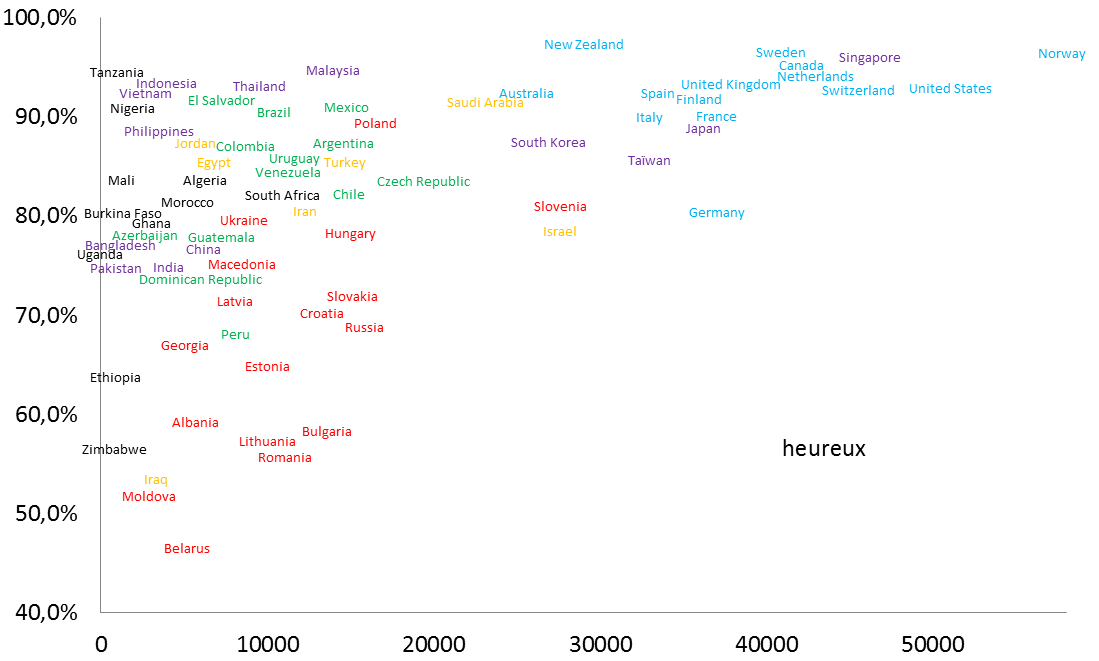 100,0%
New Zealand
Sweden
Norway
Singapore
Canada
Malaysia
Tanzania
Netherlands
Indonesia
Thailand
United Kingdom
United States
Switzerland
Vietnam
Australia
Spain
El Salvador
Finland
Saudi Arabia
Nigeria
Mexico
90,0%
Brazil
Italy
France
Poland
Philippines
Japan
Jordan
Colombia
Argentina
South Korea
Uruguay
Egypt
Turkey
Taïwan
Venezuela
Mali
Algeria
Czech Republic
South Africa
Chile
Morocco
Slovenia
80,0%
Burkina Faso
Iran
Germany
Ghana
Ukraine
Azerbaijan
Guatemala
Hungary
Israel
Bangladesh
China
Uganda
Pakistan
India
Macedonia
Dominican Republic
Latvia
Slovakia
70,0%
Croatia
Russia
Peru
Georgia
Estonia
Ethiopia
60,0%
Albania
Bulgaria
Lithuania
Zimbabwe
Romania
heureux
Iraq
Moldova
50,0%
Belarus
40,0%
0 10000 20000 30000 40000 50000